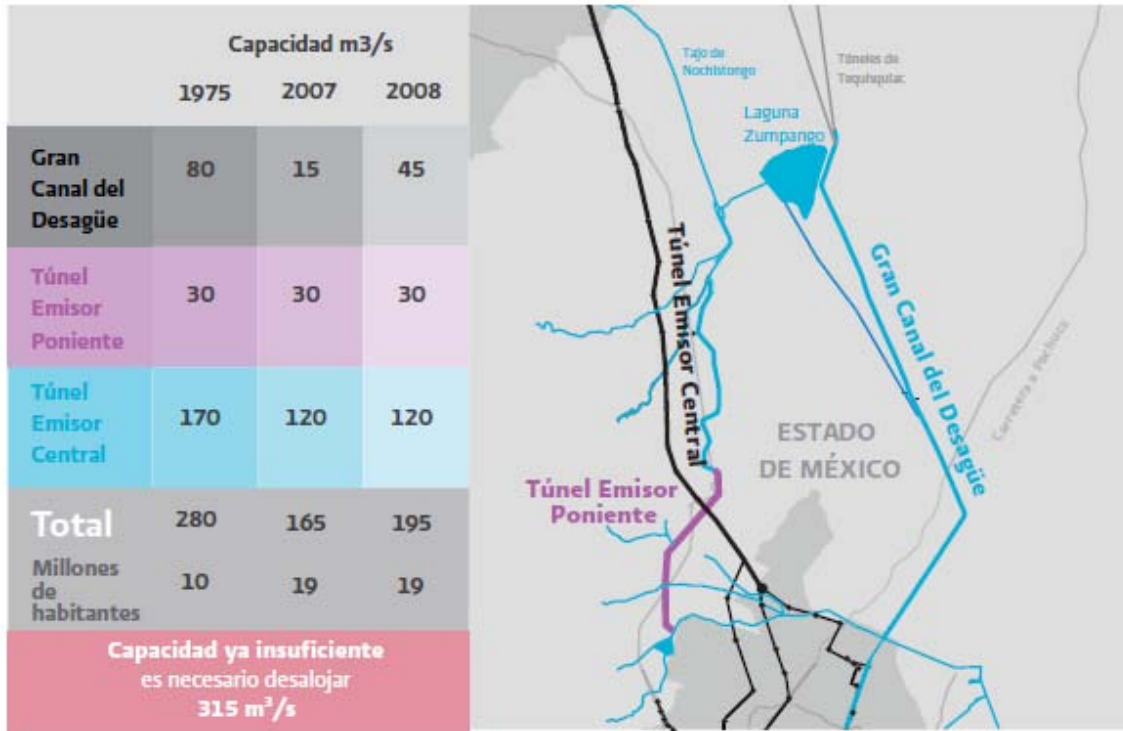 Capacidad m3/s
1975 2007 2008
Gran
Canal del
Desagüe
80 15 45
Túnel
Emisor
Poniente
30 30 30
Túnel
Emisor
Central
170 120 120
Total 280 165 195
Millones
de
habitantes
10 19 19
Capacidad ya insuficiente
es necesario desalojar
315 m³/s
Tajo de
Nochistongo
Túneles de
Tequixquiac
Laguna
Zumpango
Túnel Emisor Central
Gran Canal del Desagüe
Carretera a Pachuca
ESTADO
DE MÉXICO
Túnel Emisor
Poniente